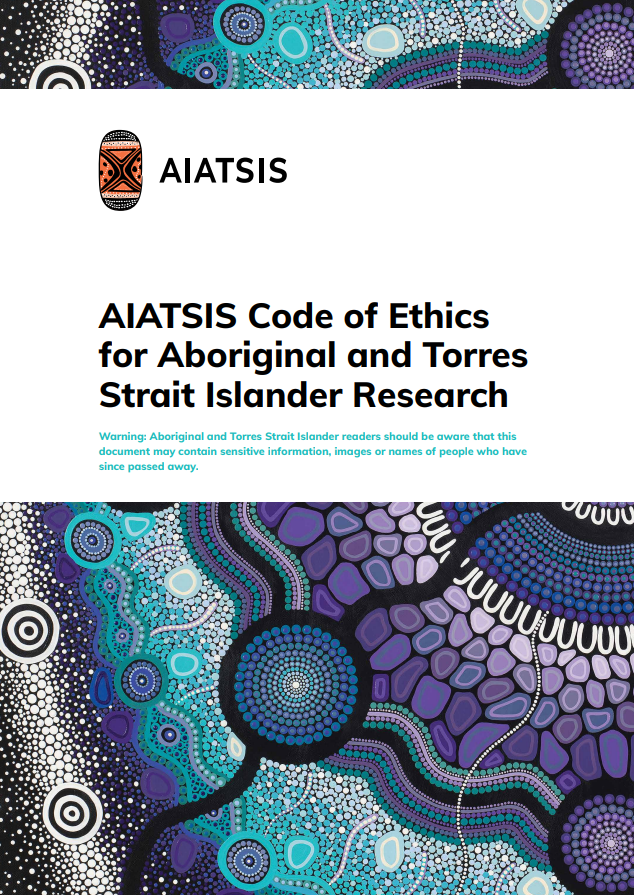 AIATSIS
AIATSIS Code of Ethics
for Aboriginal and Torres
Strait Islander Research
Warning: Aboriginal and Torres Strait Islander readers should be aware that this
document may contain sensitive information, images or names of people who have
since passed away.